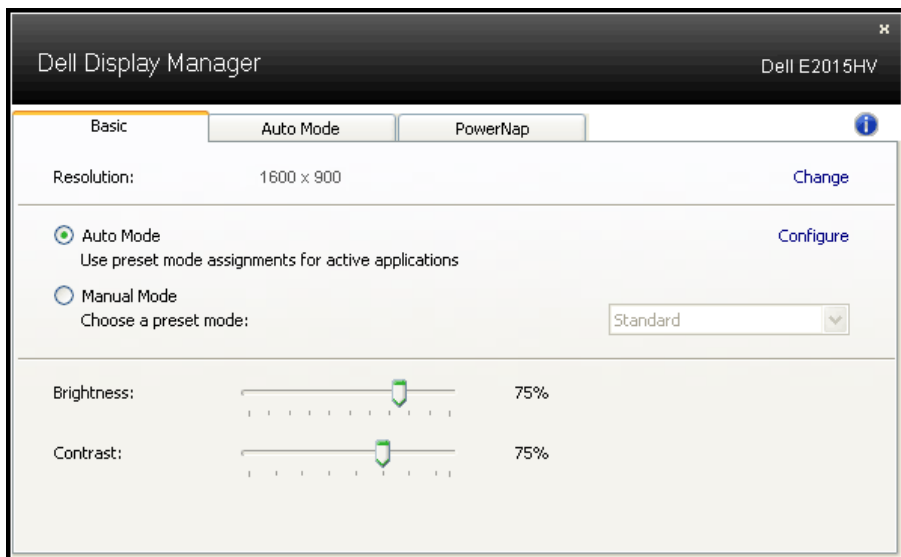 x
Dell Display Manager
Dell E2015HV
Basic
Auto Mode
PowerNap
i
Resolution:
1600 x 900
Change
Auto Mode
Configure
Use preset mode assignments for active applications
Manual Mode
Choose a preset mode:
Standard
Brightness:
75%
Contrast:
75%